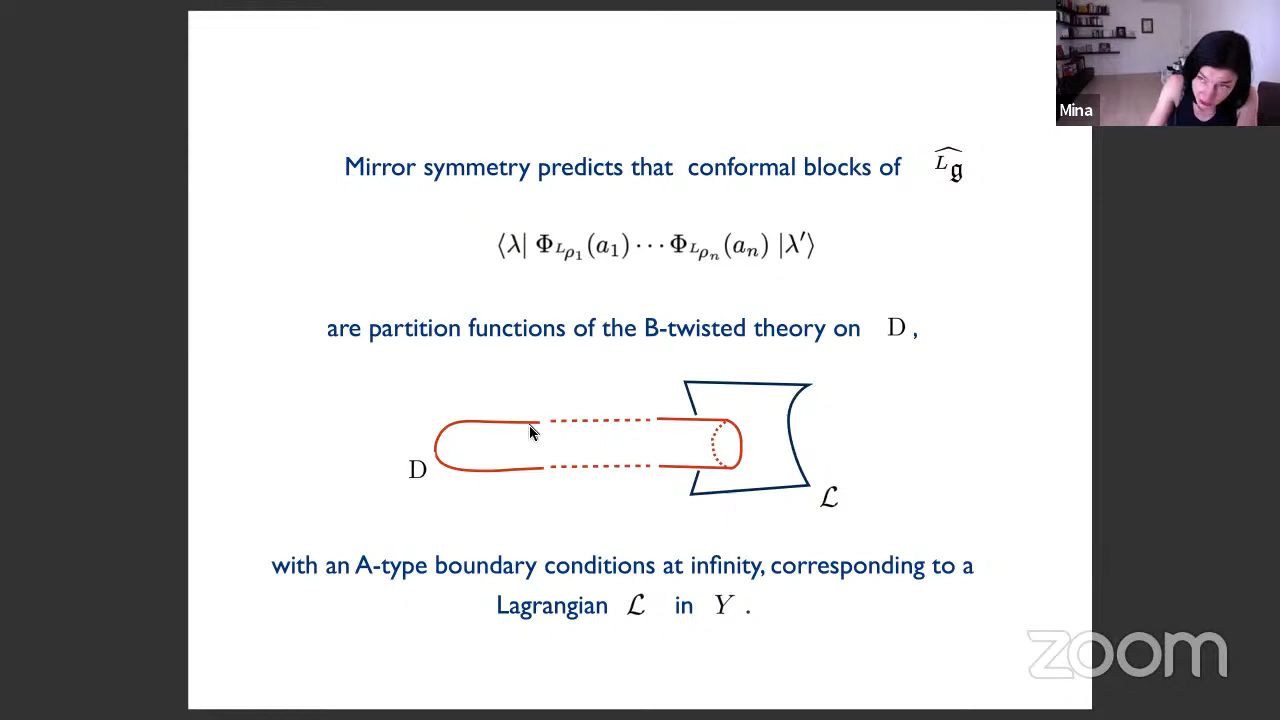 Mina
Mirror symmetry predicts that conformal blocks of $\widehat{{}^L\mathfrak{g}}$
$\langle\lambda|\ \Phi_{{}^L\rho_1}(a_1)\cdots\Phi_{{}^L\rho_n}(a_n)\ |\lambda'\rangle$
are partition functions of the B-twisted theory on D ,
D
ℒ
with an A-type boundary conditions at infinity, corresponding to a
Lagrangian ℒ in Y .
zoom